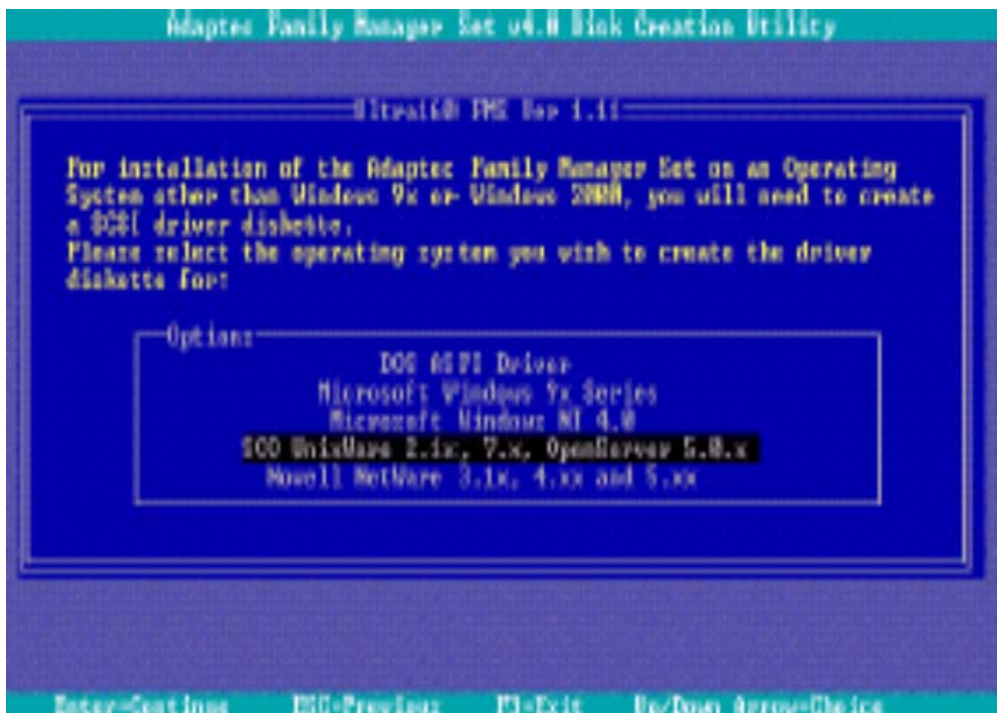 Adaptec Family Manager Set v4.0 Disk Creation Utility
Ultra160 FMS Ver 1.11
For installation of the Adaptec Family Manager Set on an Operating
System other than Windows 9x or Windows 2000, you will need to create
a SCSI driver diskette.
Please select the operating system you wish to create the driver
diskette for:
Options
DOS ASPI Driver
Microsoft Windows 9x Series
Microsoft Windows NT 4.0
SCO UnixWare 2.1x, 7.x, OpenServer 5.0.x
Novell NetWare 3.1x, 4.xx and 5.xx
Enter=Continue ESC=Previous F3=Exit Up/Down Arrow=Choice